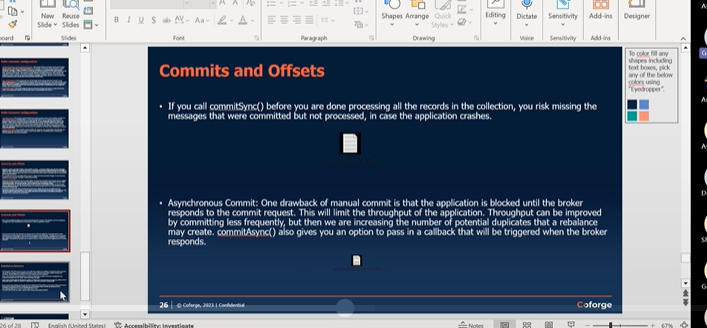 New
Slide
Reuse
Slides
Font
Paragraph
Shapes Arrange Quick
Styles
Drawing
Editing
Dictate
Voice
Sensitivity
Sensitivity
Add-ins
Add-ins
Designer
Commits and Offsets
• If you call commitSync() before you are done processing all the records in the collection, you risk missing the
messages that were committed but not processed, in case the application crashes.
• Asynchronous Commit: One drawback of manual commit is that the application is blocked until the broker
responds to the commit request. This will limit the throughput of the application. Throughput can be improved
by committing less frequently, but then we are increasing the number of potential duplicates that a rebalance
may create. commitAsync() also gives you an option to pass in a callback that will be triggered when the broker
responds.
26 | © Coforge, 2023 | Confidential
Coforge
To color fill any
shapes including
text boxes, pick
any of the below
colors using
"Eyedropper".
26 of 28 English (United States) Accessibility: Investigate Notes 67%